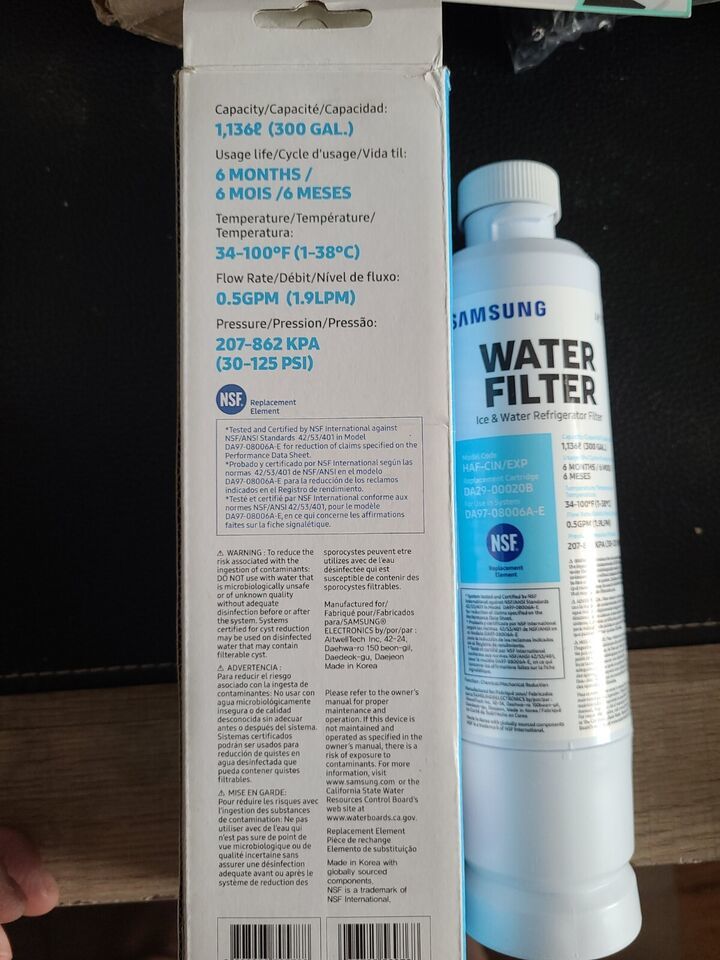 Capacity/Capacité/Capacidad:
1,136ℓ (300 GAL.)
Usage life/Cycle d'usage/Vida til:
6 MONTHS /
6 MOIS /6 MESES
Temperature/Température/
Temperatura:
34-100ºF (1-38ºC)
Flow Rate/Débit/Nível de fluxo:
0.5GPM (1.9LPM)
Pressure/Pression/Pressão:
207-862 KPA
(30-125 PSI)
NSF. Replacement
Element
*Tested and Certified by NSF International against
NSF/ANSI Standards 42/53/401 in Model
DA97-08006A-E for reduction of claims specified on the
Performance Data Sheet.
*Probado y certificado por NSF International según las
normas 42/53/401 de NSF/ANSI en el modelo
DA97-08006A-E para la reducción de los reclamos
indicados en el Registro de rendimiento.
*Testé et certifié par NSF International conforme aux
normes NSF/ANSI 42/53/401, pour le modèle
DA97-08006A-E, en ce qui concerne les affirmations
faites sur la fiche signalétique.
⚠ WARNING : To reduce the
risk associated with the
ingestion of contaminants:
DO NOT use with water that
is microbiologically unsafe
or of unknown quality
without adequate
disinfection before or after
the system. Systems
certified for cyst reduction
may be used on disinfected
water that may contain
filterable cyst.
⚠ ADVERTENCIA :
Para reducir el riesgo
asociado con la ingesta de
contaminantes: No usar con
agua microbiológicamente
insegura o de calidad
desconocida sin adecuar
antes o después del sistema.
Sistemas certificados
podrán ser usados para
reducción de quistes en
agua desinfectada que
pueda contener quistes
filtrables.
⚠ MISE EN GARDE:
Pour réduire les risques avec
l'ingestion des substances
de contamination: Ne pas
utiliser avec de l'eau qui
n'est pas sure de point de
vue microbiologique ou de
qualité incertaine sans
assurer une désinfection
adequate avant ou après le
système de reduction des
sporocystes peuvent etre
utilizes avec de l'eau
désinfectée qui est
susceptible de contenir des
sporocystes filtrables.
Manufactured for/
Fabriqué pour/Fabricados
para/SAMSUNG®
ELECTRONICS by/por/par :
AitwellTech Inc. 42-24,
Daehwa-ro 150 beon-gil,
Daedeok-gu, Daejeon
Made in Korea
Please refer to the owner's
manual for proper
maintenance and
operation. If this device is
not maintained and
operated as specified in the
owner's manual, there is a
risk of exposure to
contaminants. For more
information, visit
www.samsung.com or the
California State Water
Resources Control Board's
web site at
www.waterboards.ca.gov.
Replacement Element
Pièce de rechange
Elemento de substituição
Made in Korea with
globally sourced
components.
NSF is a trademark of
NSF International.
SAMSUNG
WATER
FILTER
Ice & Water Refrigerator Filter
Model Code
HAF-CIN/EXP
Replacement Cartridge
DA29-00020B
For Use In System
DA97-08006A-E
NSF.
Replacement
Element
1,136ℓ (300 GAL.)
6 MONTHS / 6 MOIS
6 MESES
34-100ºF (1-38ºC)
0.5GPM (1.9LPM)